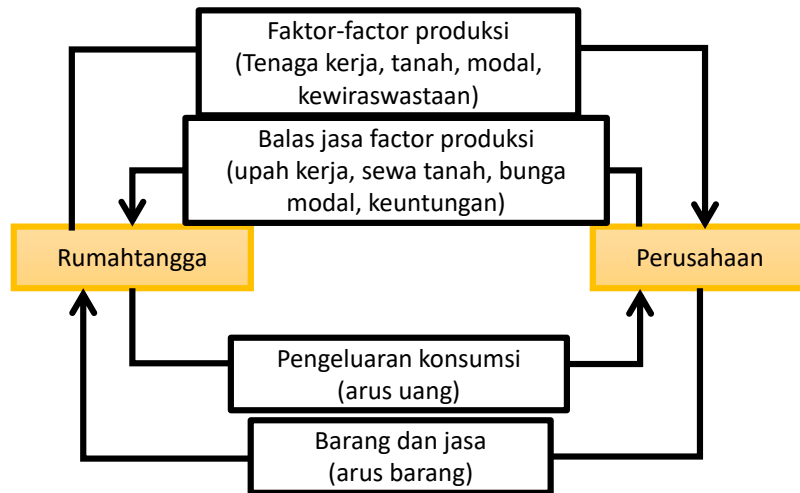 Faktor-factor produksi
(Tenaga kerja, tanah, modal,
kewiraswastaan)
Balas jasa factor produksi
(upah kerja, sewa tanah, bunga
modal, keuntungan)
Rumahtangga
Perusahaan
Pengeluaran konsumsi
(arus uang)
Barang dan jasa
(arus barang)